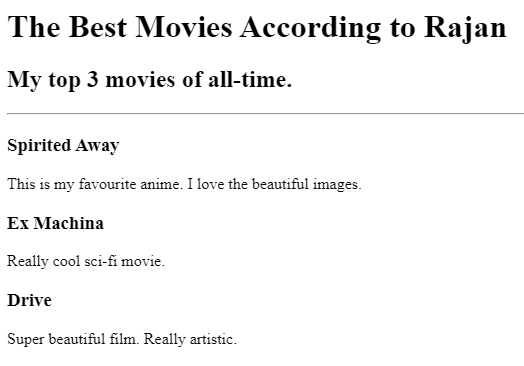 The Best Movies According to Rajan
My top 3 movies of all-time.
Spirited Away
This is my favourite anime. I love the beautiful images.
Ex Machina
Really cool sci-fi movie.
Drive
Super beautiful film. Really artistic.